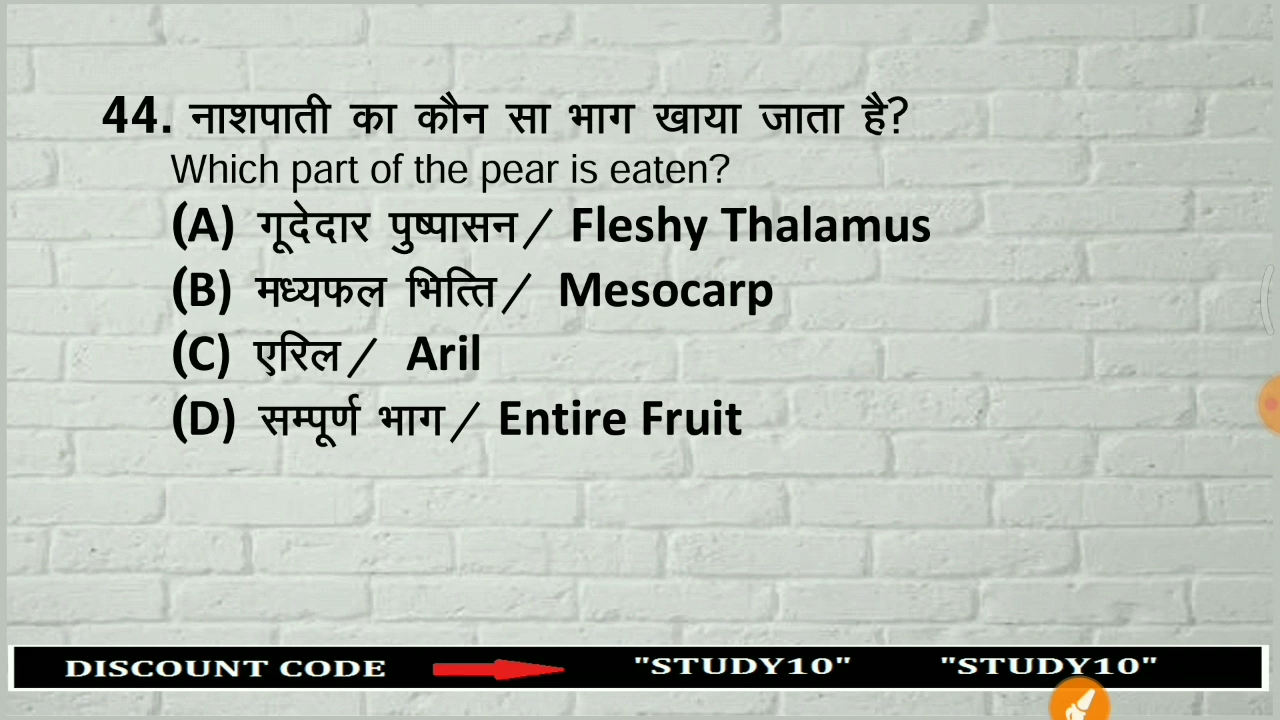 44. नाशपाती का कौन सा भाग खाया जाता है?
Which part of the pear is eaten?
(A) गूदेदार पुष्पासन/ Fleshy Thalamus
(B) मध्यफल भित्ति/ Mesocarp
(C) एरिल/ Aril
(D) सम्पूर्ण भाग/ Entire Fruit
DISCOUNT CODE "STUDY10" "STUDY10"